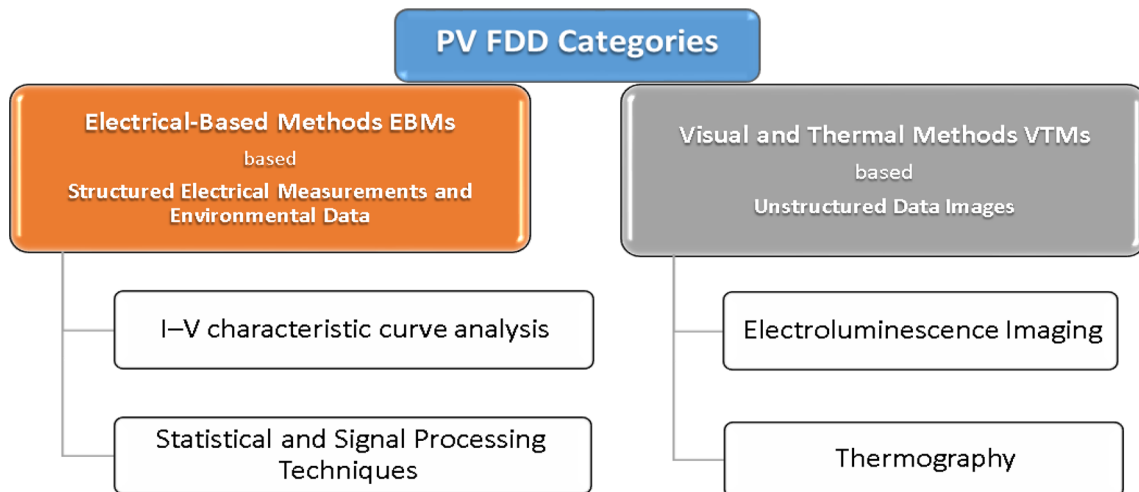 PV FDD Categories
Electrical-Based Methods EBMs
based
Structured Electrical Measurements and
Environmental Data
I–V characteristic curve analysis
Statistical and Signal Processing
Techniques
Visual and Thermal Methods VTMs
based
Unstructured Data Images
Electroluminescence Imaging
Thermography